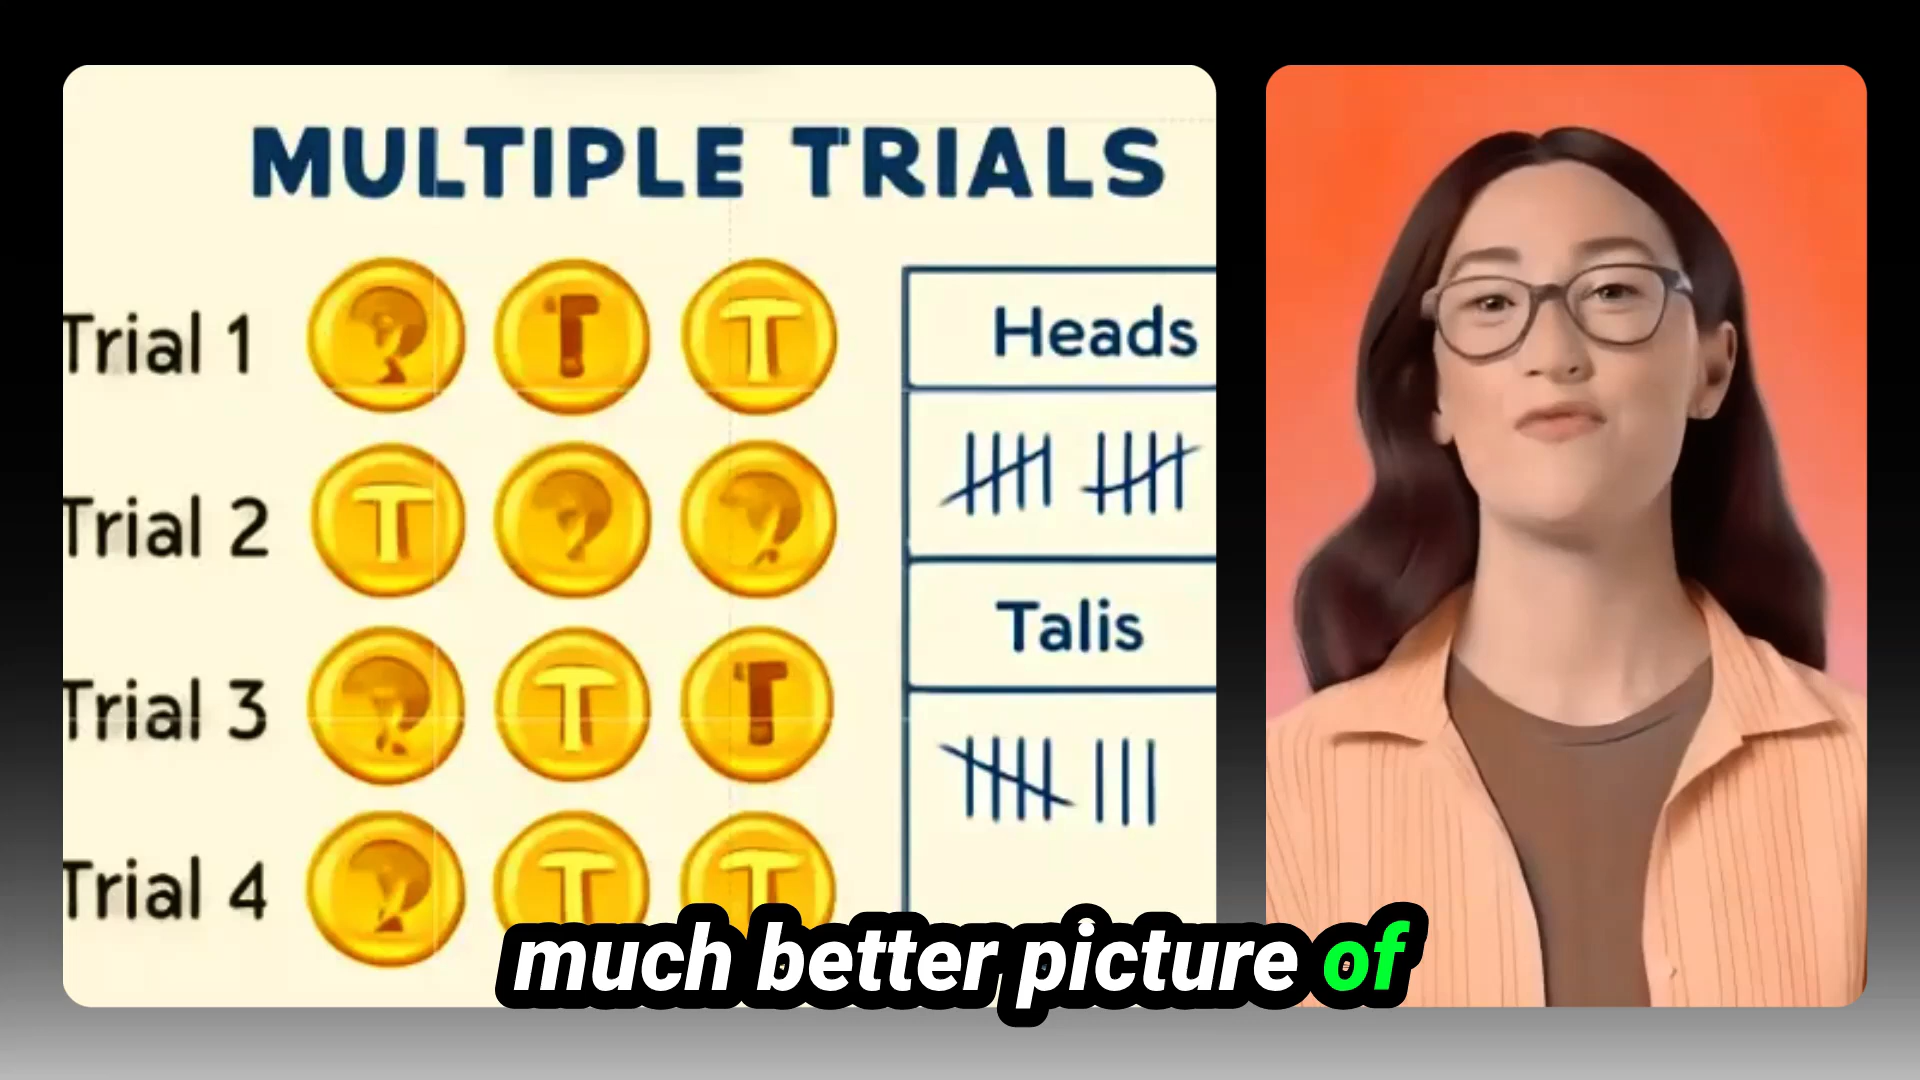 MULTIPLE TRIALS
Trial 1
T
T
Heads
Trial 2
T
Talis
Trial 3
T
T
Trial 4
T
T
much better picture of